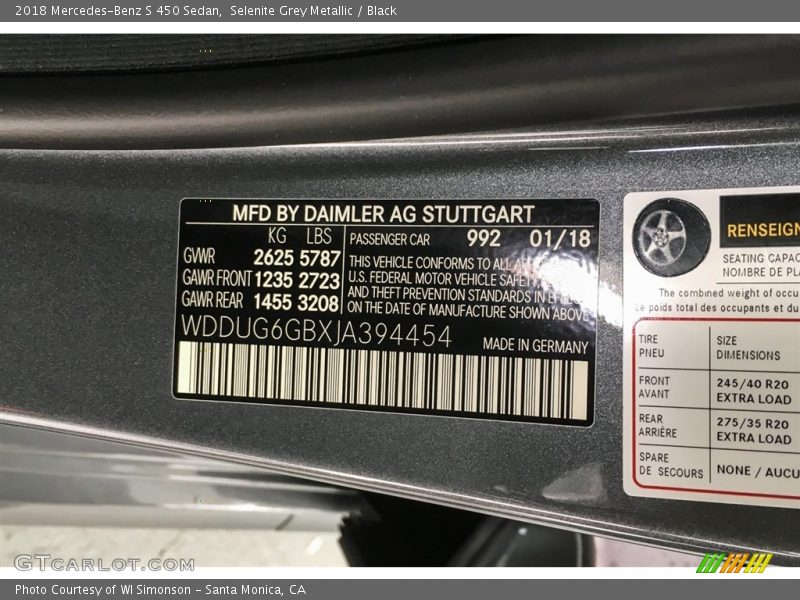 2018 Mercedes-Benz S 450 Sedan, Selenite Grey Metallic / Black
MFD BY DAIMLER AG STUTTGART
KG LBS
GWR 2625 5787
GAWR FRONT 1235 2723
GAWR REAR 1455 3208
PASSENGER CAR 992 01/18
THIS VEHICLE CONFORMS TO ALL
U.S. FEDERAL MOTOR VEHICLE
AND THEFT PREVENTION STANDARDS IN
ON THE DATE OF MANUFACTURE SHOWN ABOVE
WDDUG6GBXJA394454
MADE IN GERMANY
RENSEIGN
SEATING CAPAC
NOMBRE DE PLA
The combined weight of occu
Le poids total des occupants et du
TIRE
PNEU
SIZE
DIMENSIONS
FRONT
AVANT
245/40 R20
EXTRA LOAD
REAR
ARRIÈRE
275/35 R20
EXTRA LOAD
SPARE
DE SECOURS
NONE / AUCU
GTCARLOT.COM
Photo Courtesy of WI Simonson - Santa Monica, CA